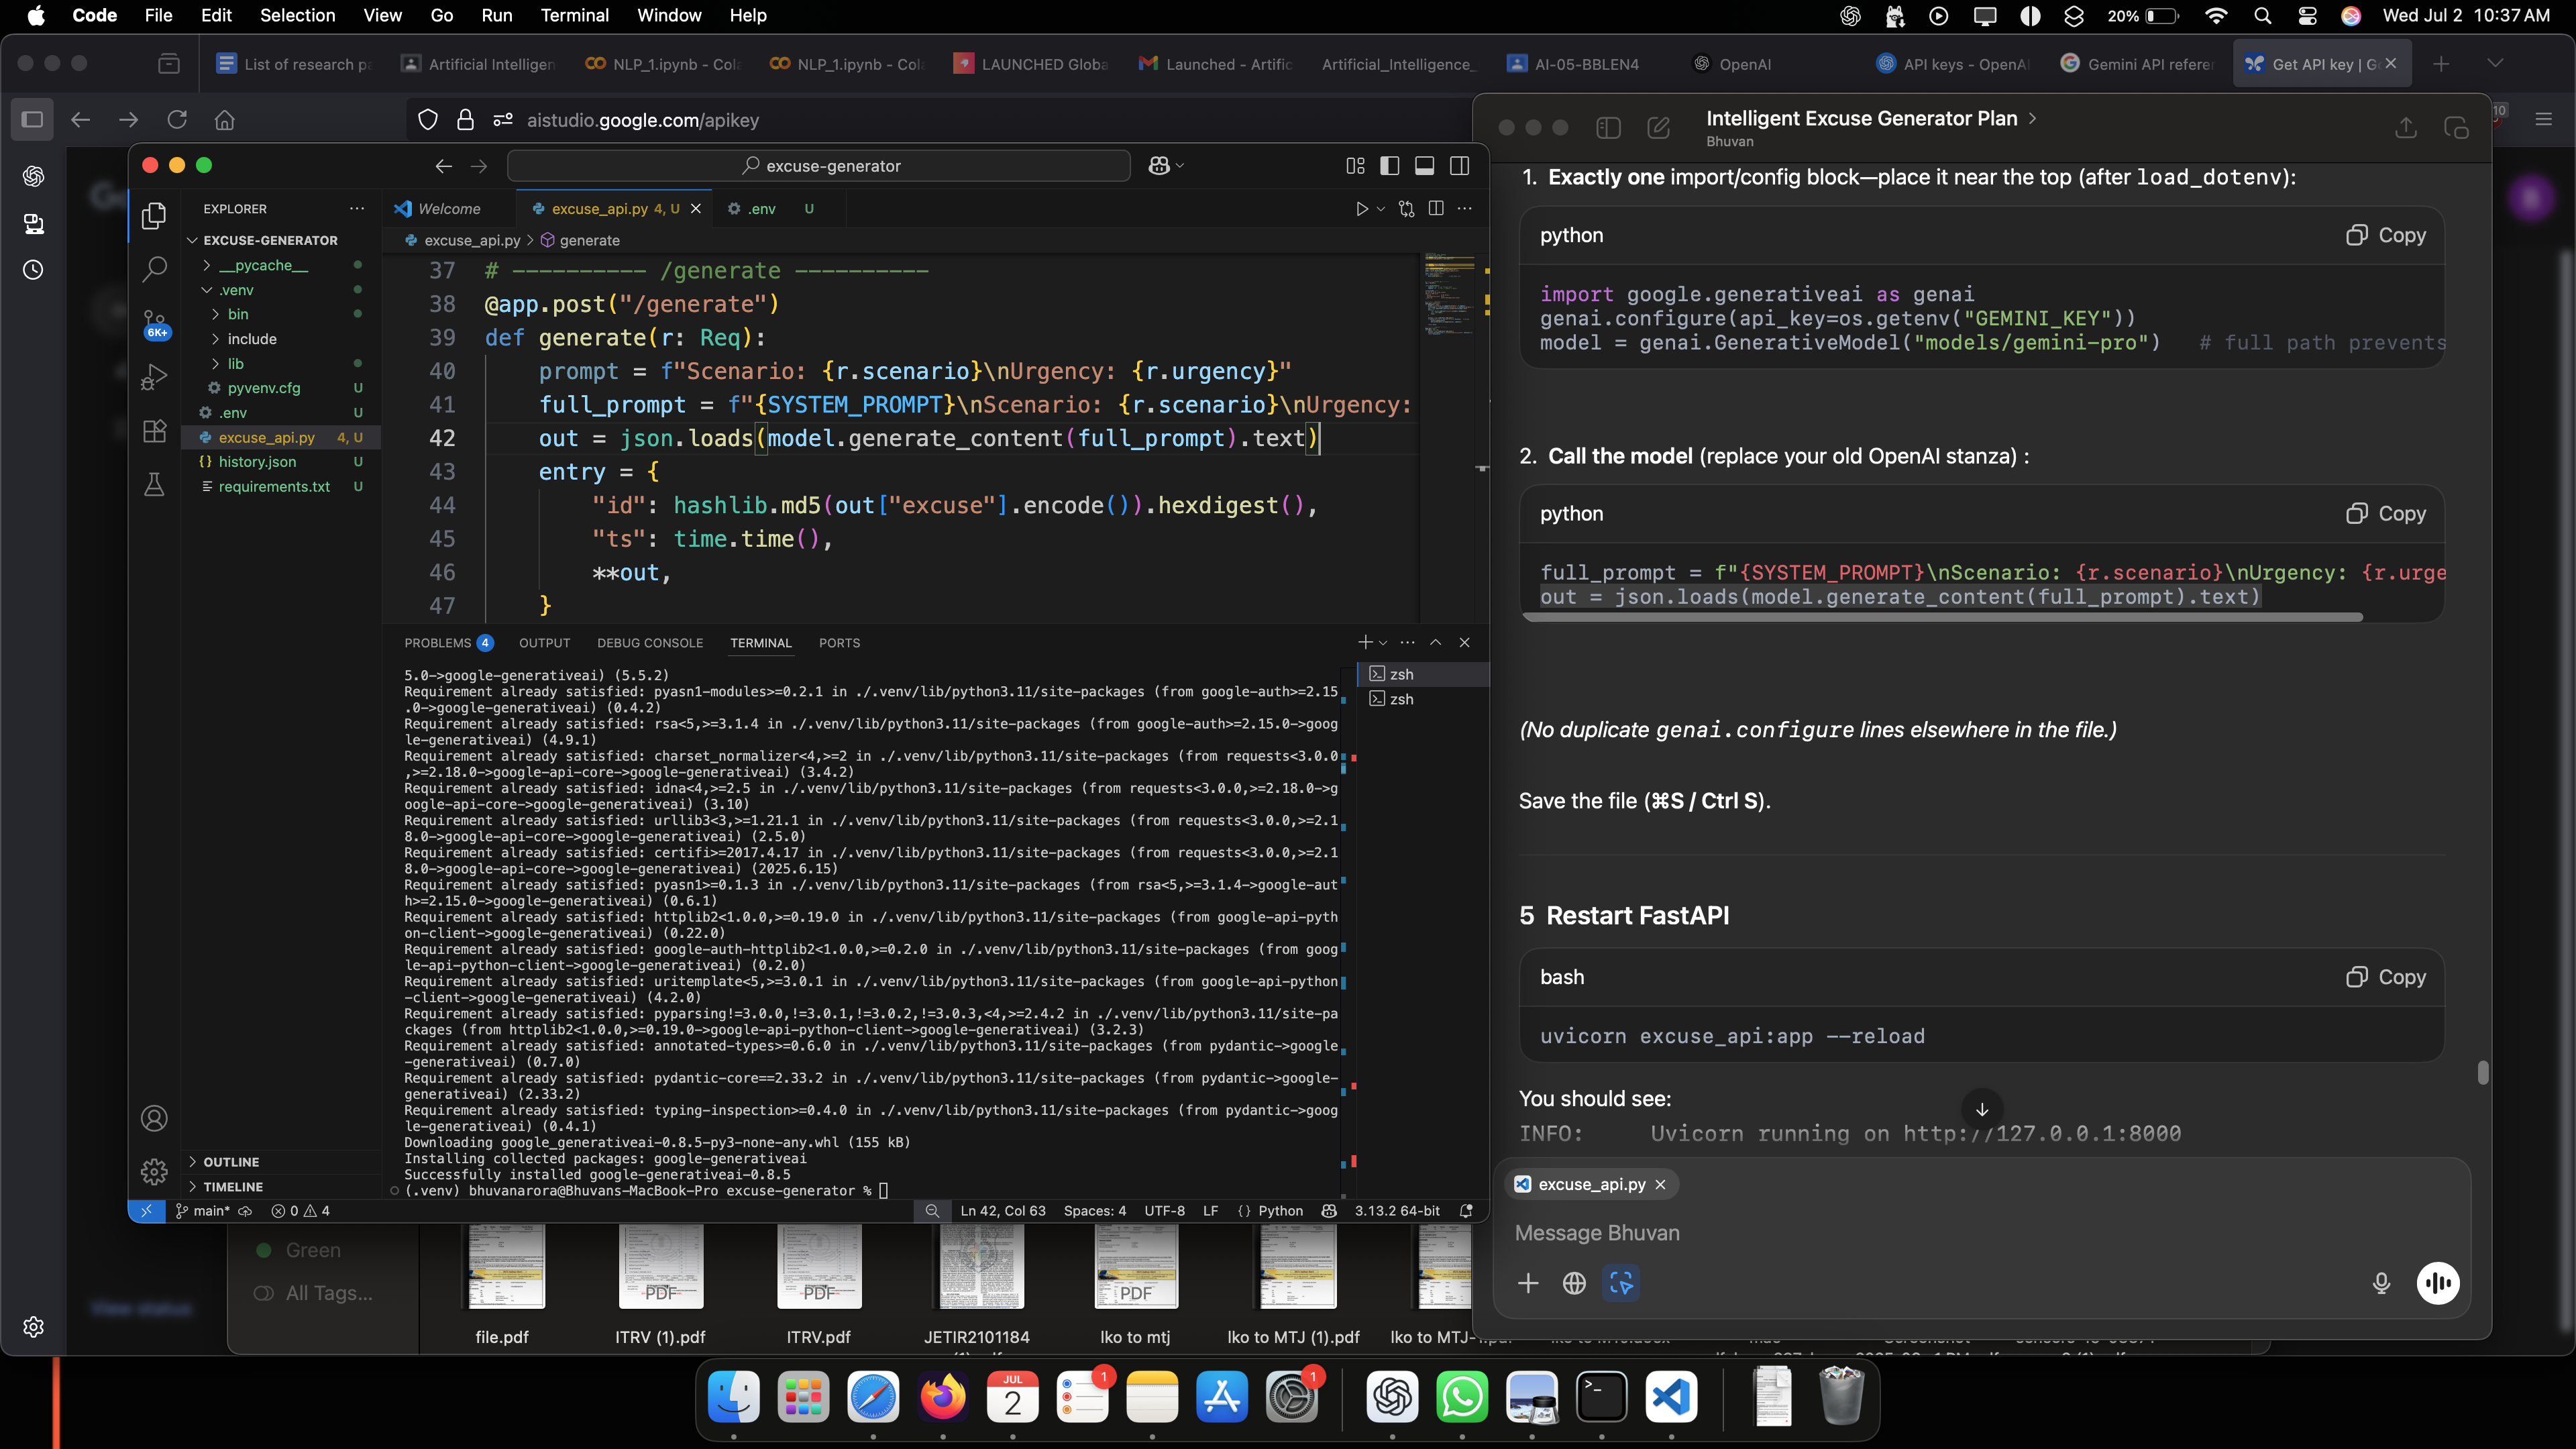 Code File Edit Selection View Go Run Terminal Window Help
20% Wed Jul 2 10:37 AM
List of research pa
Artificial Intelligen
NLP_1.ipynb - Cola
NLP_1.ipynb - Cola
LAUNCHED Globa
Launched - Artific
Artificial_Intelligence_
AI-05-BBLEN4
OpenAI
API keys - OpenAI
Gemini API referen
Get API key | Go
aistudio.google.com/apikey
10
excuse-generator
EXPLORER
EXCUSE-GENERATOR
__pycache__
.venv
bin
include
lib
pyvenv.cfg U
.env U
excuse_api.py 4, U
history.json U
requirements.txt U
6K+
OUTLINE
TIMELINE
Welcome
excuse_api.py 4, U
.env U
excuse_api.py > generate
37 # ---------- /generate ----------
38 @app.post("/generate")
39 def generate(r: Req):
40 prompt = f"Scenario: {r.scenario}\nUrgency: {r.urgency}"
41 full_prompt = f"{SYSTEM_PROMPT}\nScenario: {r.scenario}\nUrgency:
42 out = json.loads(model.generate_content(full_prompt).text)
43 entry = {
44 "id": hashlib.md5(out["excuse"].encode()).hexdigest(),
45 "ts": time.time(),
46 **out,
47 }
PROBLEMS 4 OUTPUT DEBUG CONSOLE TERMINAL PORTS
zsh
zsh
5.0->google-generativeai) (5.5.2)
Requirement already satisfied: pyasn1-modules>=0.2.1 in ./.venv/lib/python3.11/site-packages (from google-auth>=2.15
.0->google-generativeai) (0.4.2)
Requirement already satisfied: rsa<5,>=3.1.4 in ./.venv/lib/python3.11/site-packages (from google-auth>=2.15.0->goog
le-generativeai) (4.9.1)
Requirement already satisfied: charset_normalizer<4,>=2 in ./.venv/lib/python3.11/site-packages (from requests<3.0.0
,>=2.18.0->google-api-core->google-generativeai) (3.4.2)
Requirement already satisfied: idna<4,>=2.5 in ./.venv/lib/python3.11/site-packages (from requests<3.0.0,>=2.18.0->g
oogle-api-core->google-generativeai) (3.10)
Requirement already satisfied: urllib3<3,>=1.21.1 in ./.venv/lib/python3.11/site-packages (from requests<3.0.0,>=2.1
8.0->google-api-core->google-generativeai) (2.5.0)
Requirement already satisfied: certifi>=2017.4.17 in ./.venv/lib/python3.11/site-packages (from requests<3.0.0,>=2.1
8.0->google-api-core->google-generativeai) (2025.6.15)
Requirement already satisfied: pyasn1>=0.1.3 in ./.venv/lib/python3.11/site-packages (from rsa<5,>=3.1.4->google-aut
h>=2.15.0->google-generativeai) (0.6.1)
Requirement already satisfied: httplib2<1.0.0,>=0.19.0 in ./.venv/lib/python3.11/site-packages (from google-api-pyth
on-client->google-generativeai) (0.22.0)
Requirement already satisfied: google-auth-httplib2<1.0.0,>=0.2.0 in ./.venv/lib/python3.11/site-packages (from goog
le-api-python-client->google-generativeai) (0.2.0)
Requirement already satisfied: uritemplate<5,>=3.0.1 in ./.venv/lib/python3.11/site-packages (from google-api-python
-client->google-generativeai) (4.2.0)
Requirement already satisfied: pyparsing!=3.0.0,!=3.0.1,!=3.0.2,!=3.0.3,<4,>=2.4.2 in ./.venv/lib/python3.11/site-pa
ckages (from httplib2<1.0.0,>=0.19.0->google-api-python-client->google-generativeai) (3.2.3)
Requirement already satisfied: annotated-types>=0.6.0 in ./.venv/lib/python3.11/site-packages (from pydantic->google
-generativeai) (0.7.0)
Requirement already satisfied: pydantic-core==2.33.2 in ./.venv/lib/python3.11/site-packages (from pydantic->google-
generativeai) (2.33.2)
Requirement already satisfied: typing-inspection>=0.4.0 in ./.venv/lib/python3.11/site-packages (from pydantic->goog
le-generativeai) (0.4.1)
Downloading google_generativeai-0.8.5-py3-none-any.whl (155 kB)
Installing collected packages: google-generativeai
Successfully installed google-generativeai-0.8.5
(.venv) bhuvanarora@Bhuvans-MacBook-Pro excuse-generator %
main* 0 4 Ln 42, Col 63 Spaces: 4 UTF-8 LF {} Python 3.13.2 64-bit
Intelligent Excuse Generator Plan >
Bhuvan
1. Exactly one import/config block—place it near the top (after load_dotenv):
python Copy
import google.generativeai as genai
genai.configure(api_key=os.getenv("GEMINI_KEY"))
model = genai.GenerativeModel("models/gemini-pro") # full path prevents
2. Call the model (replace your old OpenAI stanza) :
python Copy
full_prompt = f"{SYSTEM_PROMPT}\nScenario: {r.scenario}\nUrgency: {r.urge
out = json.loads(model.generate_content(full_prompt).text)
(No duplicate genai.configure lines elsewhere in the file.)
Save the file (⌘S / Ctrl S).
5 Restart FastAPI
bash Copy
uvicorn excuse_api:app --reload
You should see:
INFO: Uvicorn running on http://127.0.0.1:8000
excuse_api.py
Message Bhuvan
View status
Green
All Tags...
PDF
PDF
PDF
file.pdf
ITRV (1).pdf
ITRV.pdf
JETIR2101184
lko to mtj
lko to MTJ (1).pdf
JUL
2
1
1